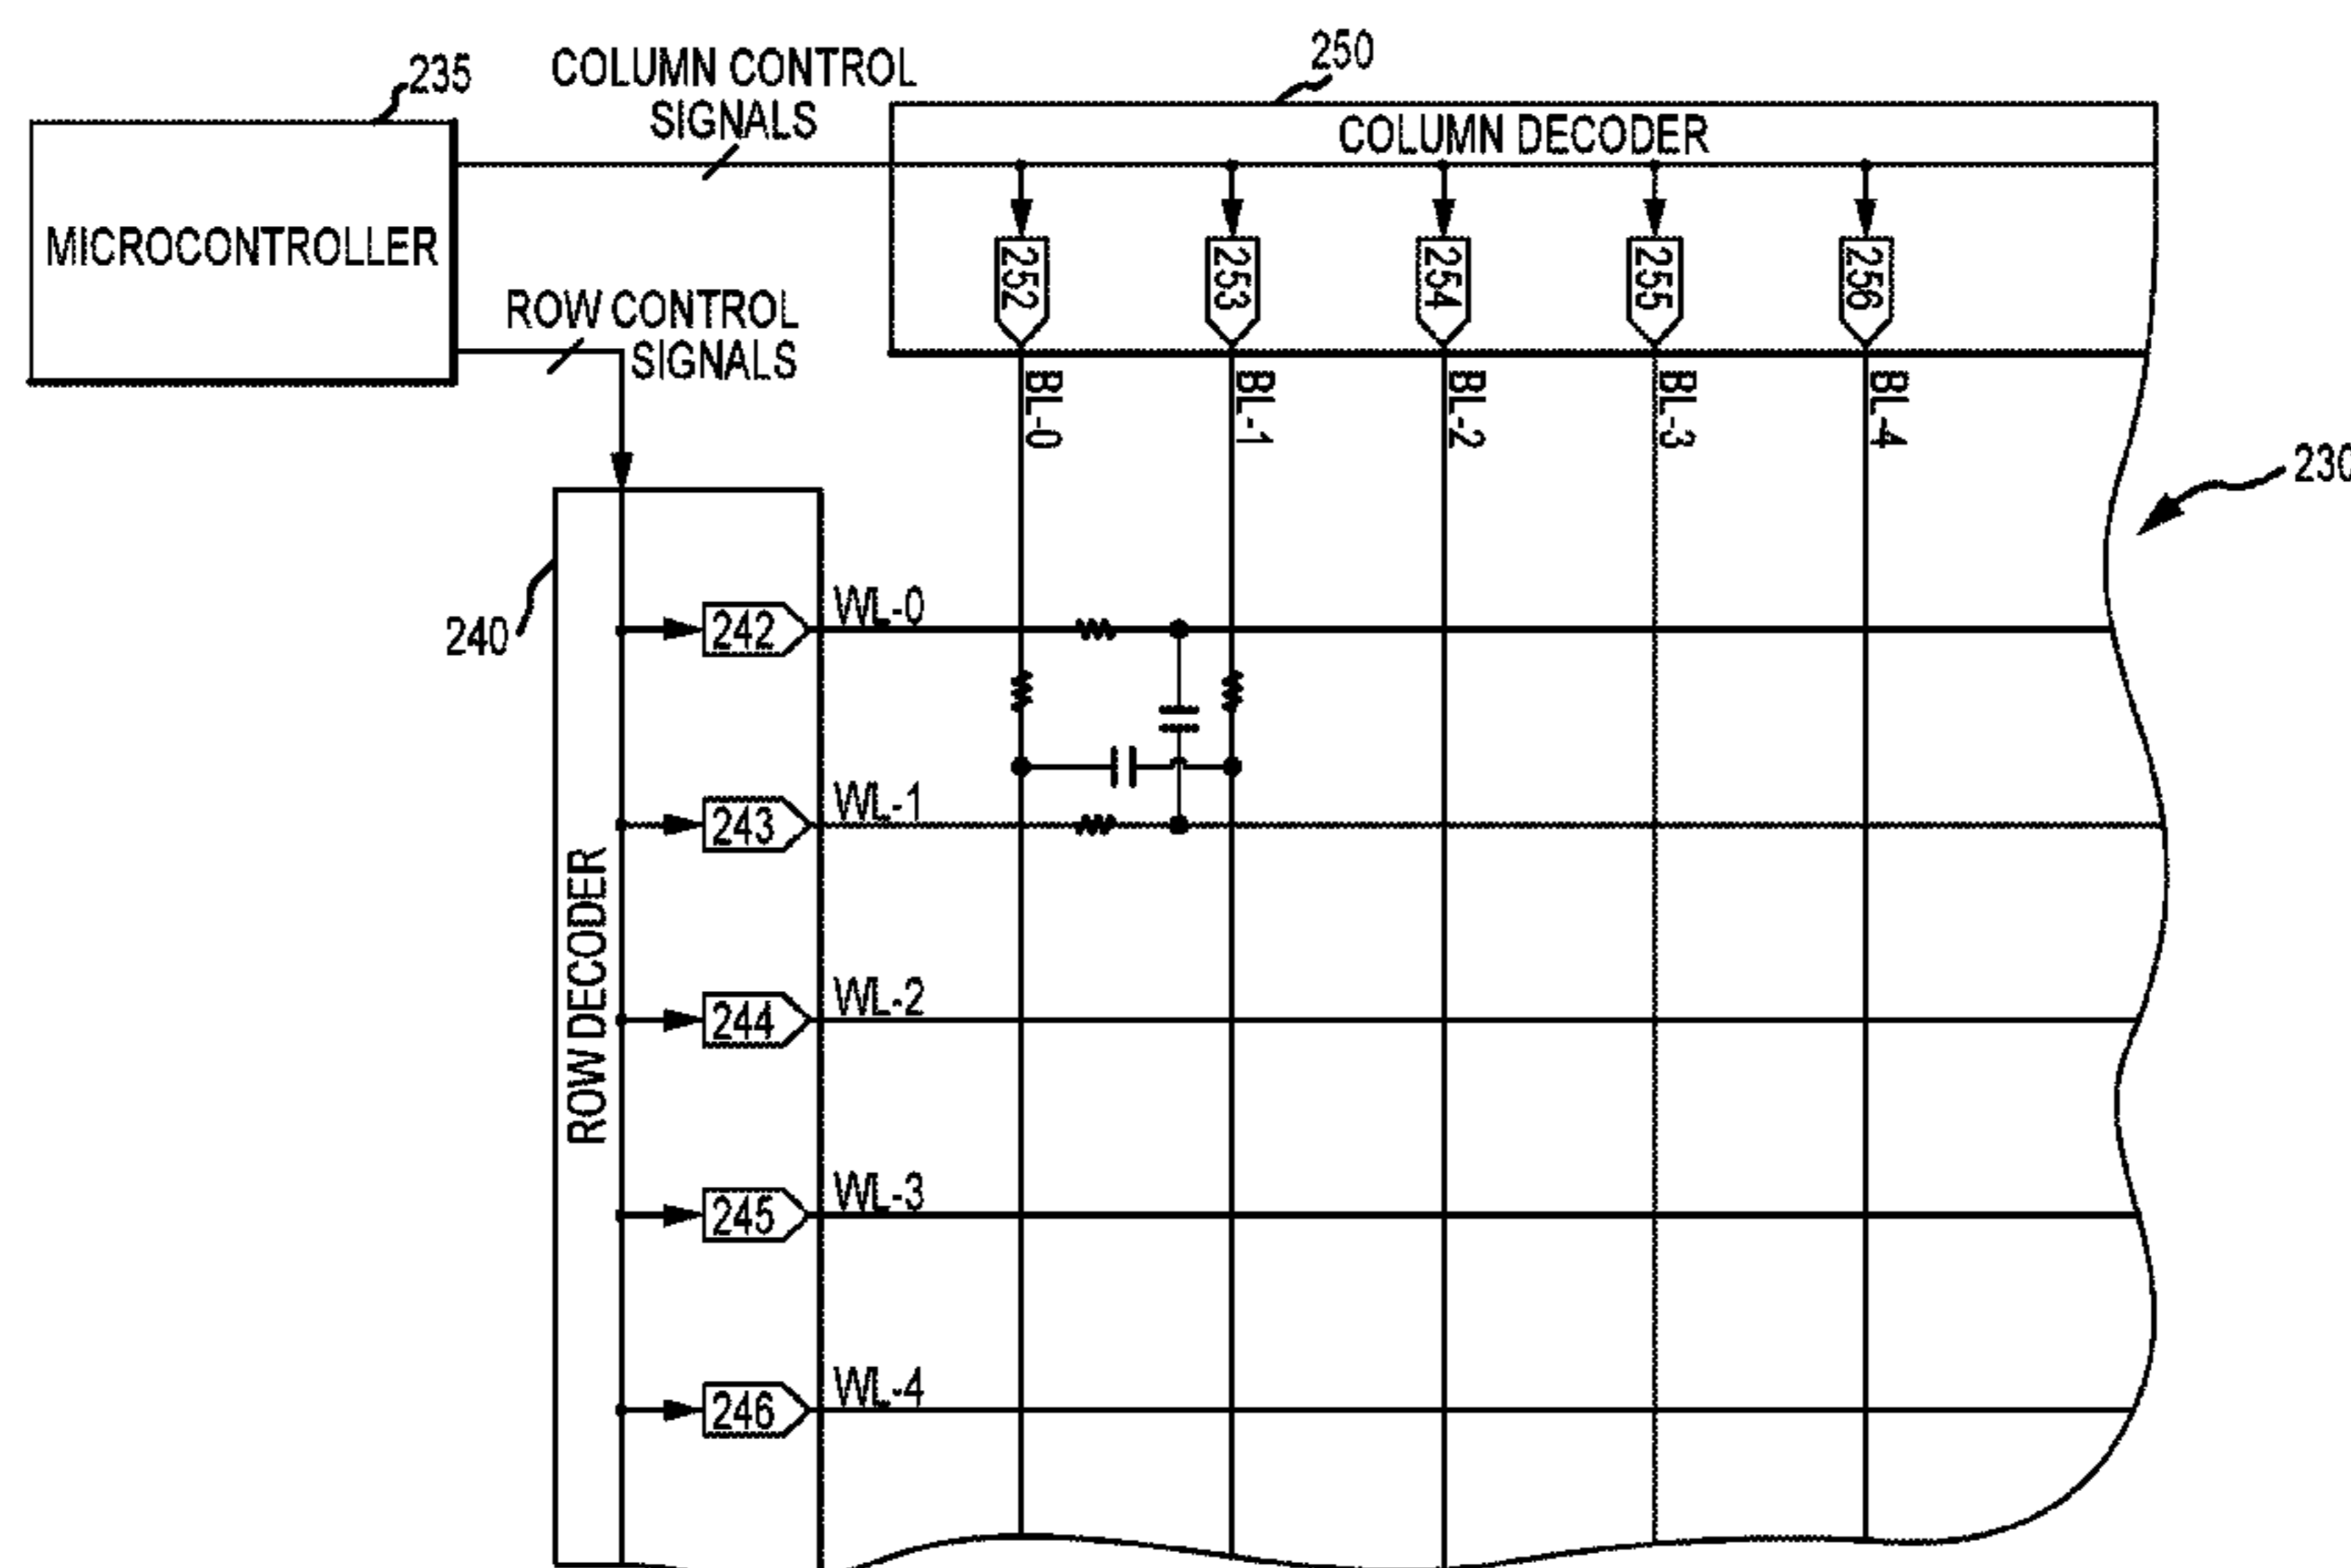 235
COLUMN CONTROL
SIGNALS
250
COLUMN DECODER
MICROCONTROLLER
252
253
254
255
256
ROW CONTROL
SIGNALS
BL-0
BL-1
BL-2
BL-3
BL-4
230
240
ROW DECODER
242
WL-0
243
WL-1
244
WL-2
245
WL-3
246
WL-4